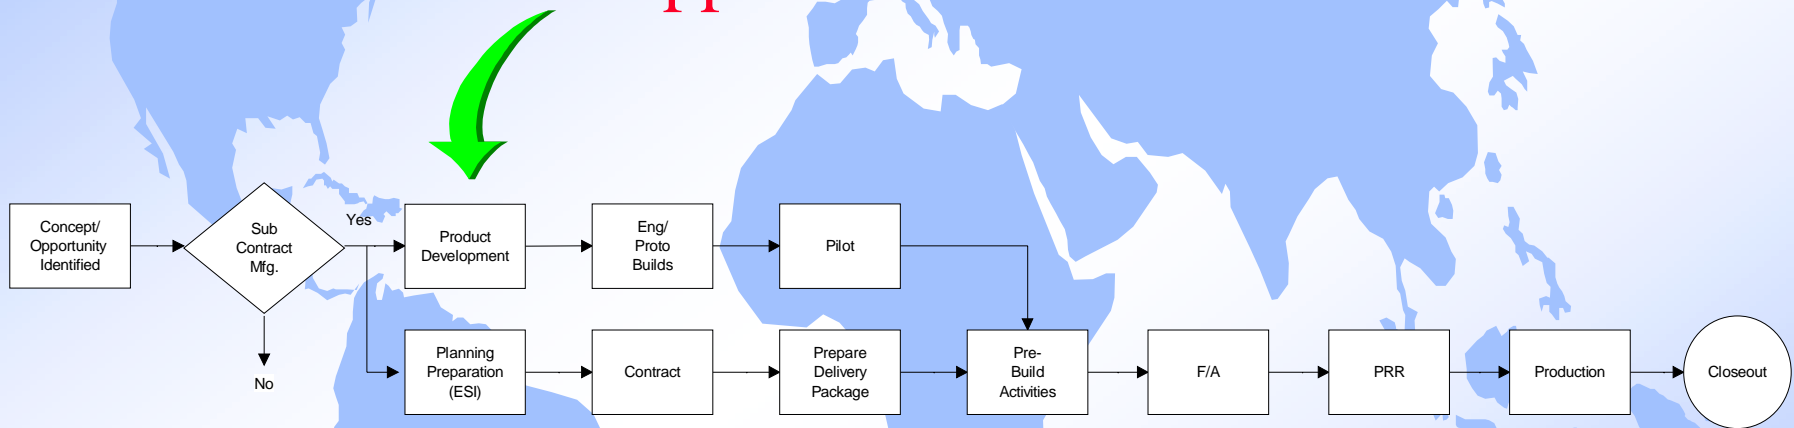 Concept/
Opportunity
Identified
Sub
Contract
Mfg.
Yes
No
Product
Development
Eng/
Proto
Builds
Pilot
Planning
Preparation
(ESI)
Contract
Prepare
Delivery
Package
Pre-
Build
Activities
F/A
PRR
Production
Closeout